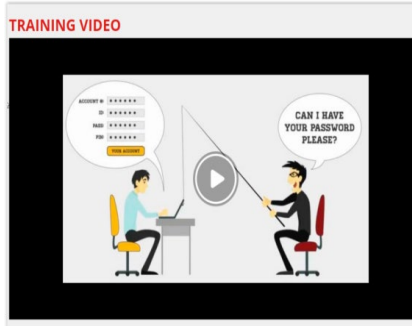 TRAINING VIDEO
ACCOUNT #: ******
ID: ******
PASS: ******
PIN: ******
YOUR ACCOUNT
CAN I HAVE
YOUR PASSWORD
PLEASE?